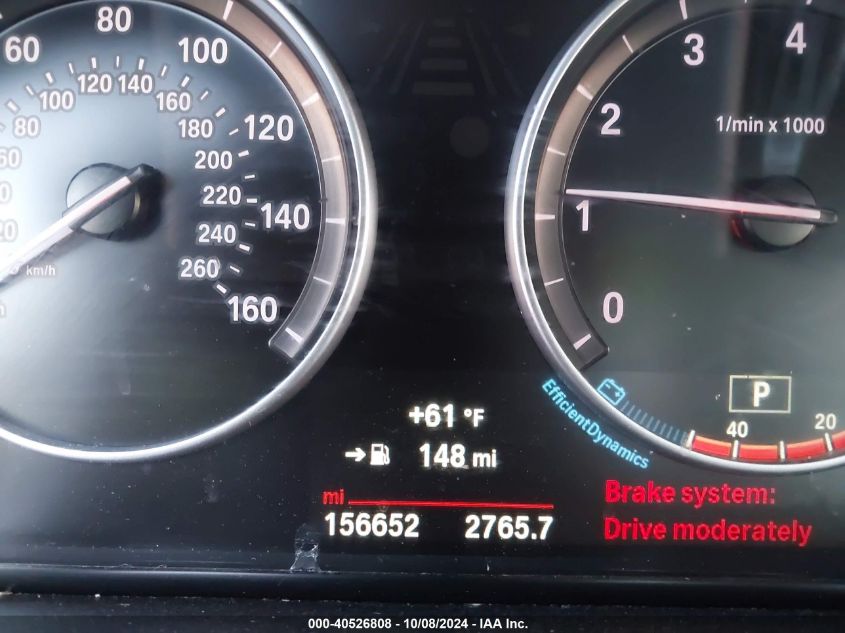 60
80
100
120
140
160
60
80
100
120 140
160
180
200
220
240
260
km/h
0
1
2
3
4
1/min x 1000
P
40
20
EfficientDynamics
+61 °F
148 mi
mi
156652 2765.7
Brake system:
Drive moderately
000-40526808 - 10/08/2024 - IAA Inc.